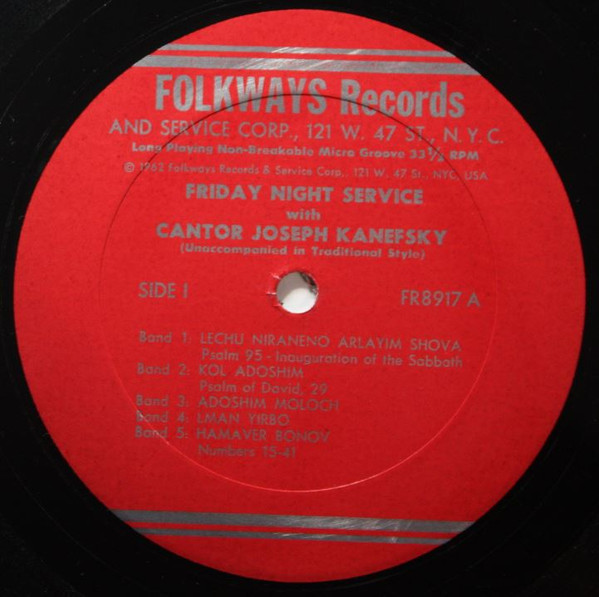 FOLKWAYS Records
AND SERVICE CORP., 121 W. 47 ST., N.Y.C.
Long Playing Non-Breakable Micro Groove 33⅓ RPM
© 1962 Folkways Records & Service Corp., 121 W. 47 St., NYC, USA
FRIDAY NIGHT SERVICE
with
CANTOR JOSEPH KANEFSKY
(Unaccompanied in Traditional Style)
SIDE I
FR8917 A
Band 1: LECHU NIRANENO ARLAYIM SHOVA
Psalm 95 - Inauguration of the Sabbath
Band 2: KOL ADOSHIM
Psalm of David, 29
Band 3: ADOSHIM MOLOCH
Band 4: LMAN YIRBO
Band 5: HAMAVER BONOV
Numbers 15-41